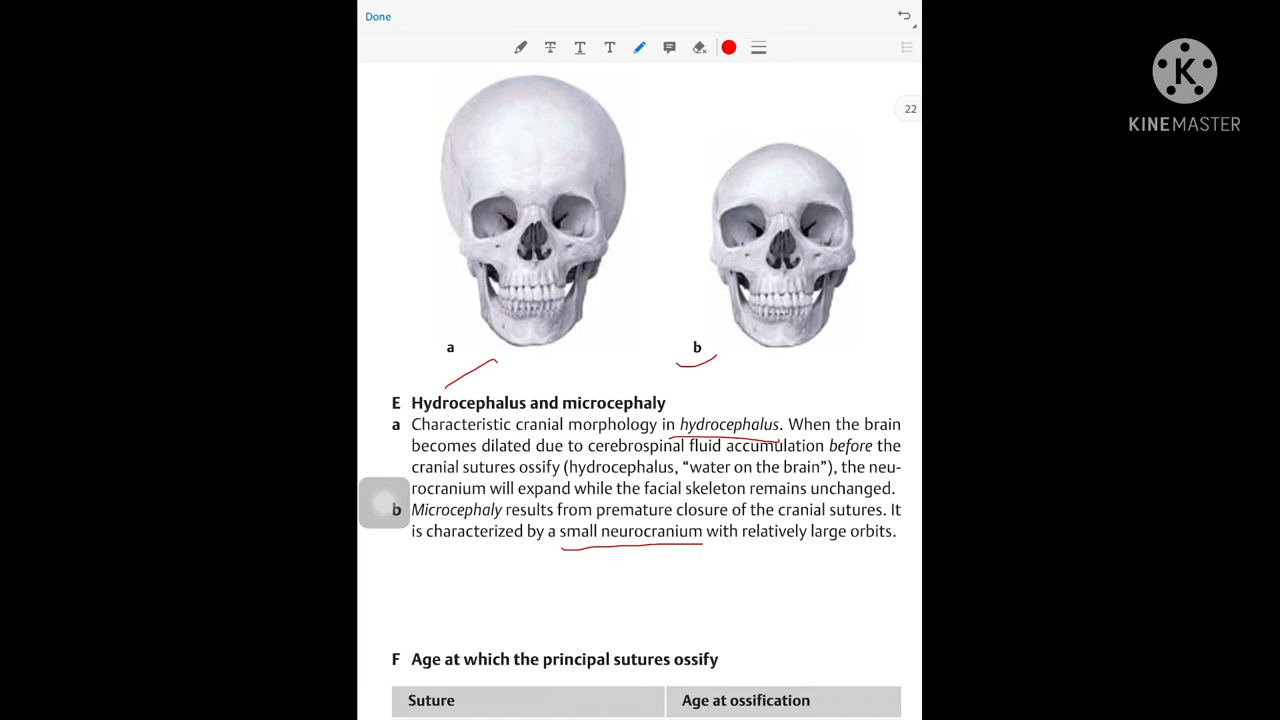 Done
T T T
22
K
KINEMASTER
a
b
E Hydrocephalus and microcephaly
a Characteristic cranial morphology in hydrocephalus. When the brain
becomes dilated due to cerebrospinal fluid accumulation before the
cranial sutures ossify (hydrocephalus, “water on the brain”), the neu-
rocranium will expand while the facial skeleton remains unchanged.
b Microcephaly results from premature closure of the cranial sutures. It
is characterized by a small neurocranium with relatively large orbits.
F Age at which the principal sutures ossify
Suture Age at ossification